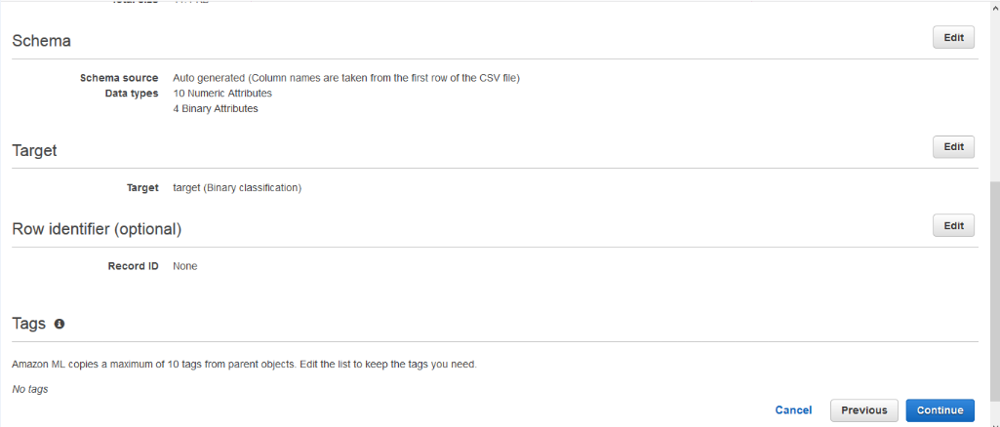 Schema
Edit
Schema source Auto generated (Column names are taken from the first row of the CSV file)
Data types 10 Numeric Attributes
4 Binary Attributes
Target
Edit
Target target (Binary classification)
Row identifier (optional)
Edit
Record ID None
Tags
Amazon ML copies a maximum of 10 tags from parent objects. Edit the list to keep the tags you need.
No tags
Cancel Previous Continue